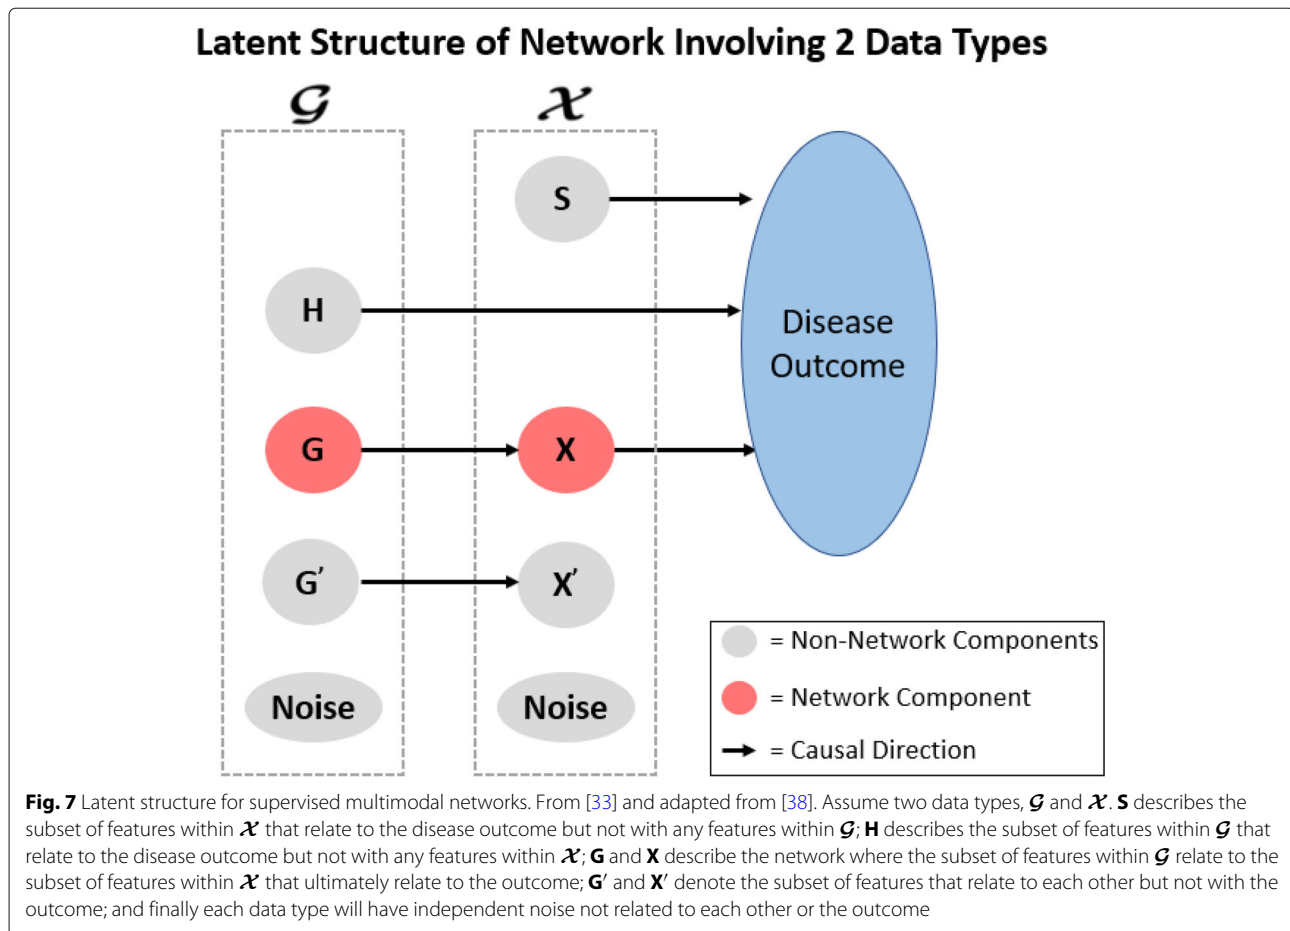 Latent Structure of Network Involving 2 Data Types
𝓖 𝓧
S
H
Disease
Outcome
G X
G′ X′
Noise Noise
= Non-Network Components
= Network Component
= Causal Direction
Fig. 7 Latent structure for supervised multimodal networks. From [33] and adapted from [38]. Assume two data types, 𝓖 and 𝓧. S describes the
subset of features within 𝓧 that relate to the disease outcome but not with any features within 𝓖; H describes the subset of features within 𝓖 that
relate to the disease outcome but not with any features within 𝓧; G and X describe the network where the subset of features within 𝓖 relate to the
subset of features within 𝓧 that ultimately relate to the outcome; G′ and X′ denote the subset of features that relate to each other but not with the
outcome; and finally each data type will have independent noise not related to each other or the outcome